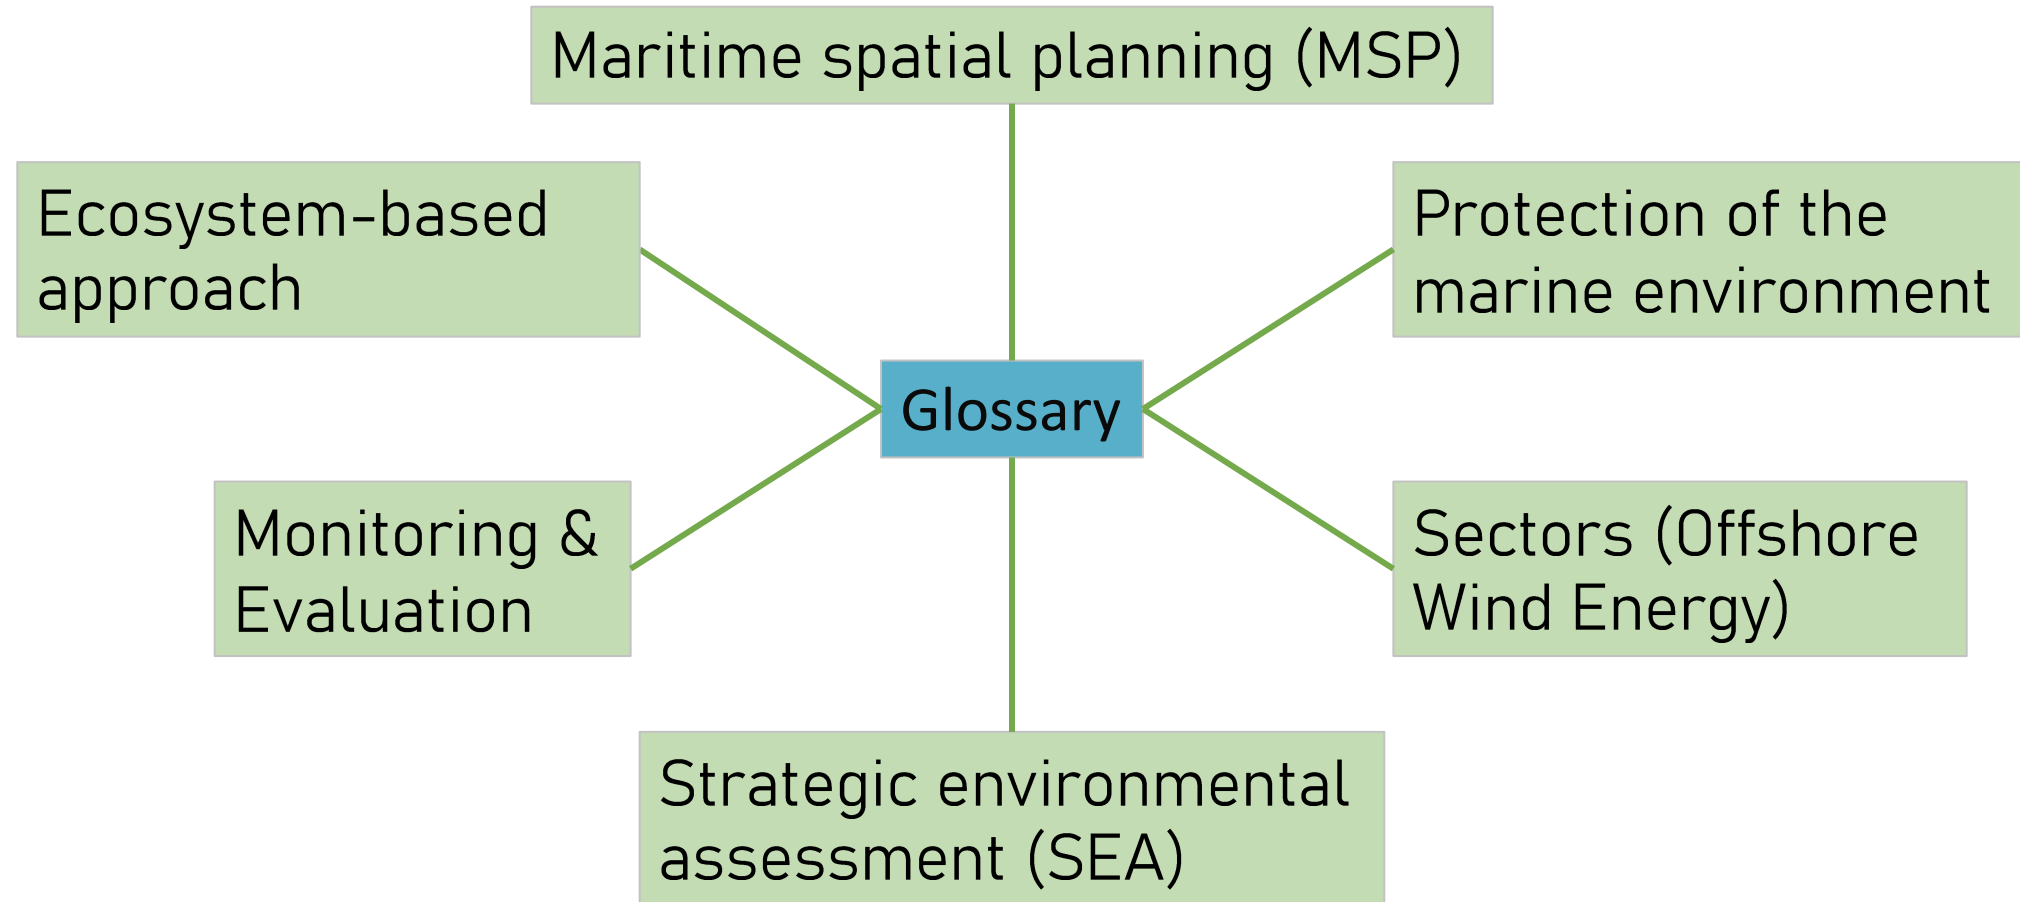 Maritime spatial planning (MSP)
Ecosystem-based
approach
Protection of the
marine environment
Glossary
Monitoring &
Evaluation
Sectors (Offshore
Wind Energy)
Strategic environmental
assessment (SEA)